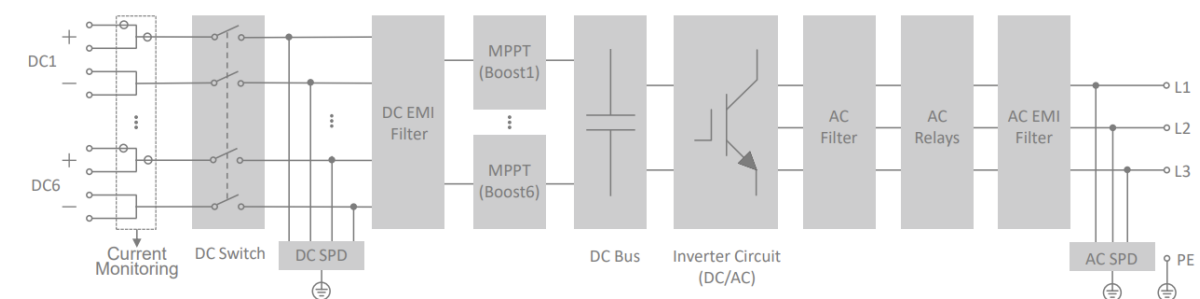 DC1
+
−
DC6
+
−
Current
Monitoring
DC Switch
DC SPD
DC EMI
Filter
MPPT
(Boost1)
MPPT
(Boost6)
DC Bus
Inverter Circuit
(DC/AC)
AC
Filter
AC
Relays
AC EMI
Filter
L1
L2
L3
AC SPD
PE